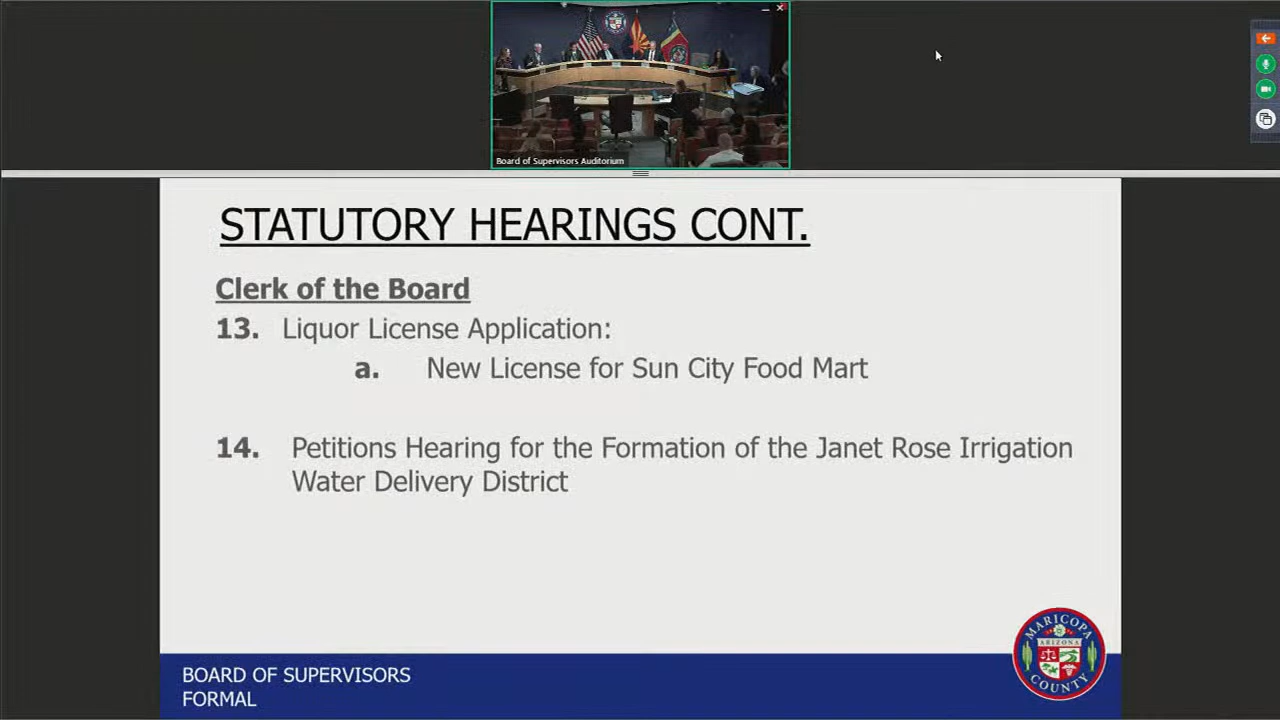 Board of Supervisors Auditorium
STATUTORY HEARINGS CONT.
Clerk of the Board
13. Liquor License Application:
a. New License for Sun City Food Mart
14. Petitions Hearing for the Formation of the Janet Rose Irrigation
Water Delivery District
BOARD OF SUPERVISORS
FORMAL
MARICOPA
ARIZONA
COUNTY